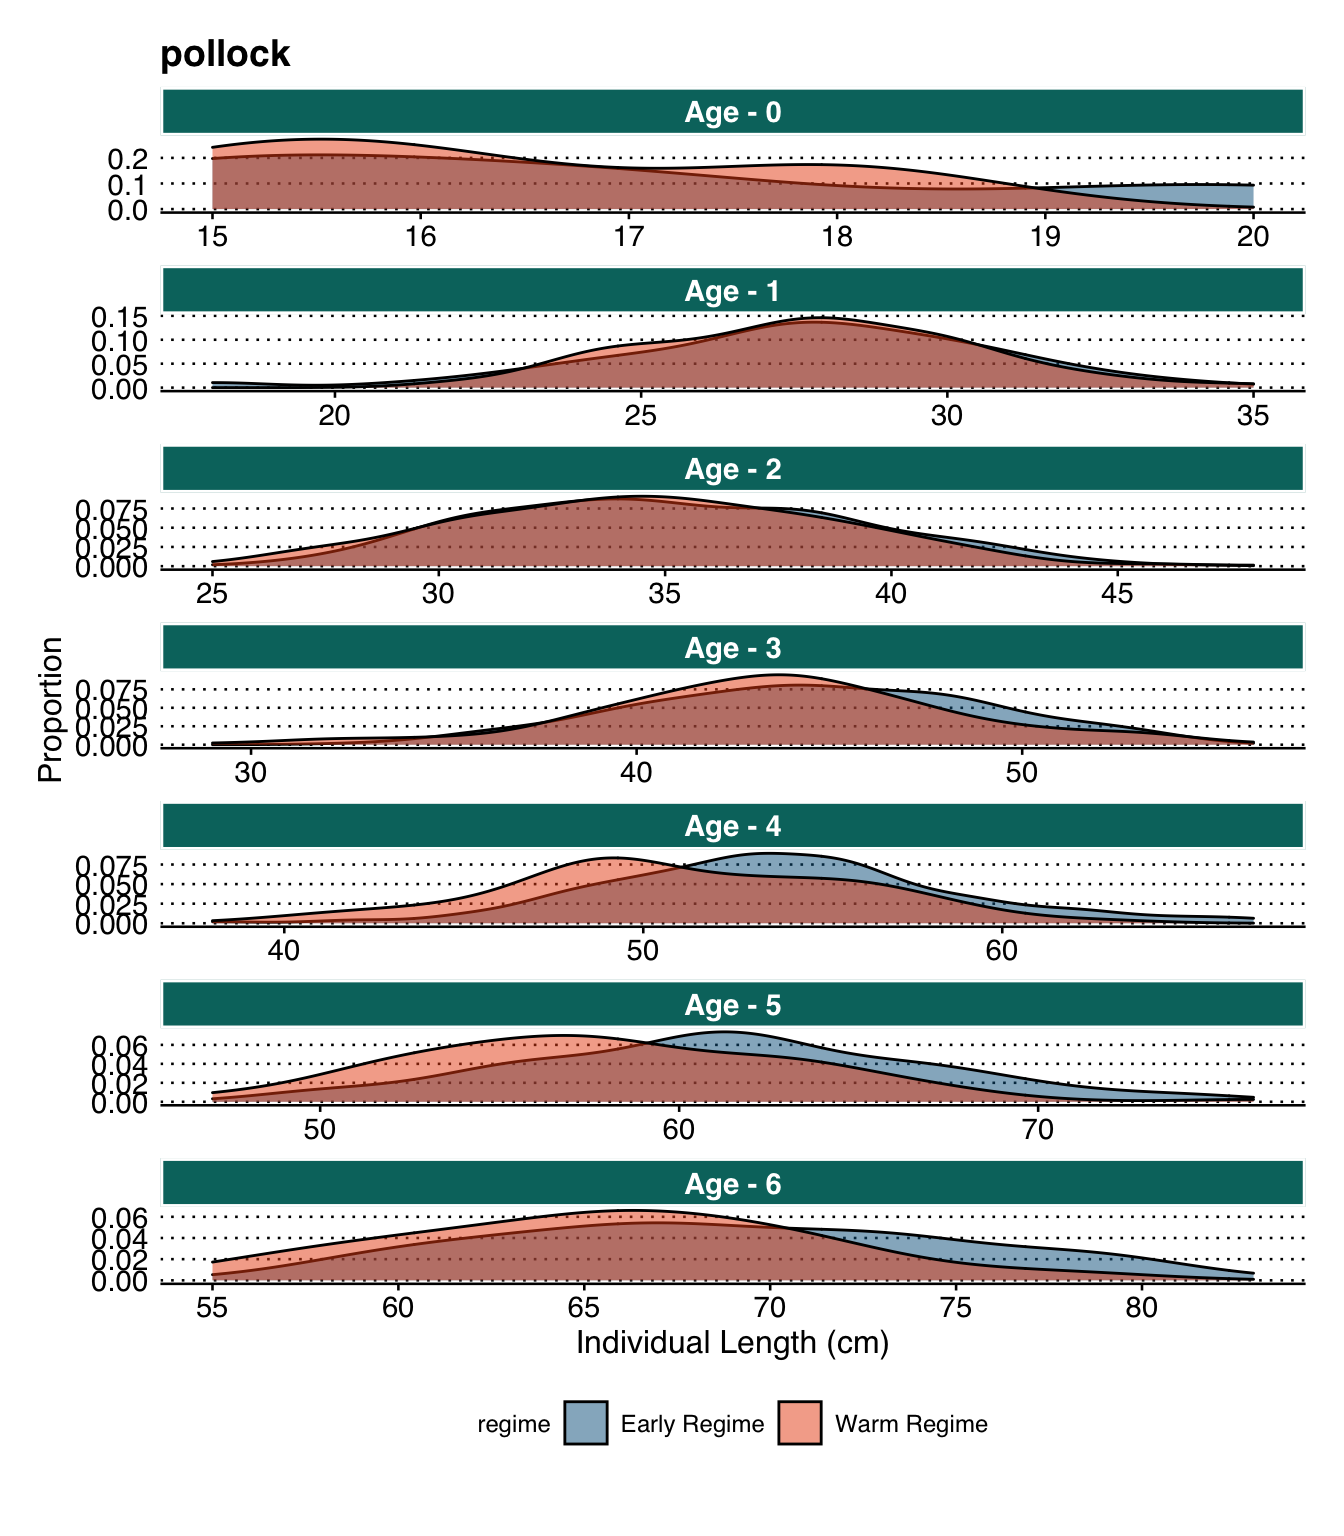 pollock
Age - 0
0.2
0.1
0.0
15 16 17 18 19 20
Age - 1
0.15
0.10
0.05
0.00
20 25 30 35
Age - 2
0.075
0.050
0.025
0.000
25 30 35 40 45
Age - 3
0.075
0.050
0.025
0.000
30 40 50
Age - 4
0.075
0.050
0.025
0.000
40 50 60
Age - 5
0.06
0.04
0.02
0.00
50 60 70
Age - 6
0.06
0.04
0.02
0.00
55 60 65 70 75 80
Proportion
Individual Length (cm)
regime Early Regime Warm Regime